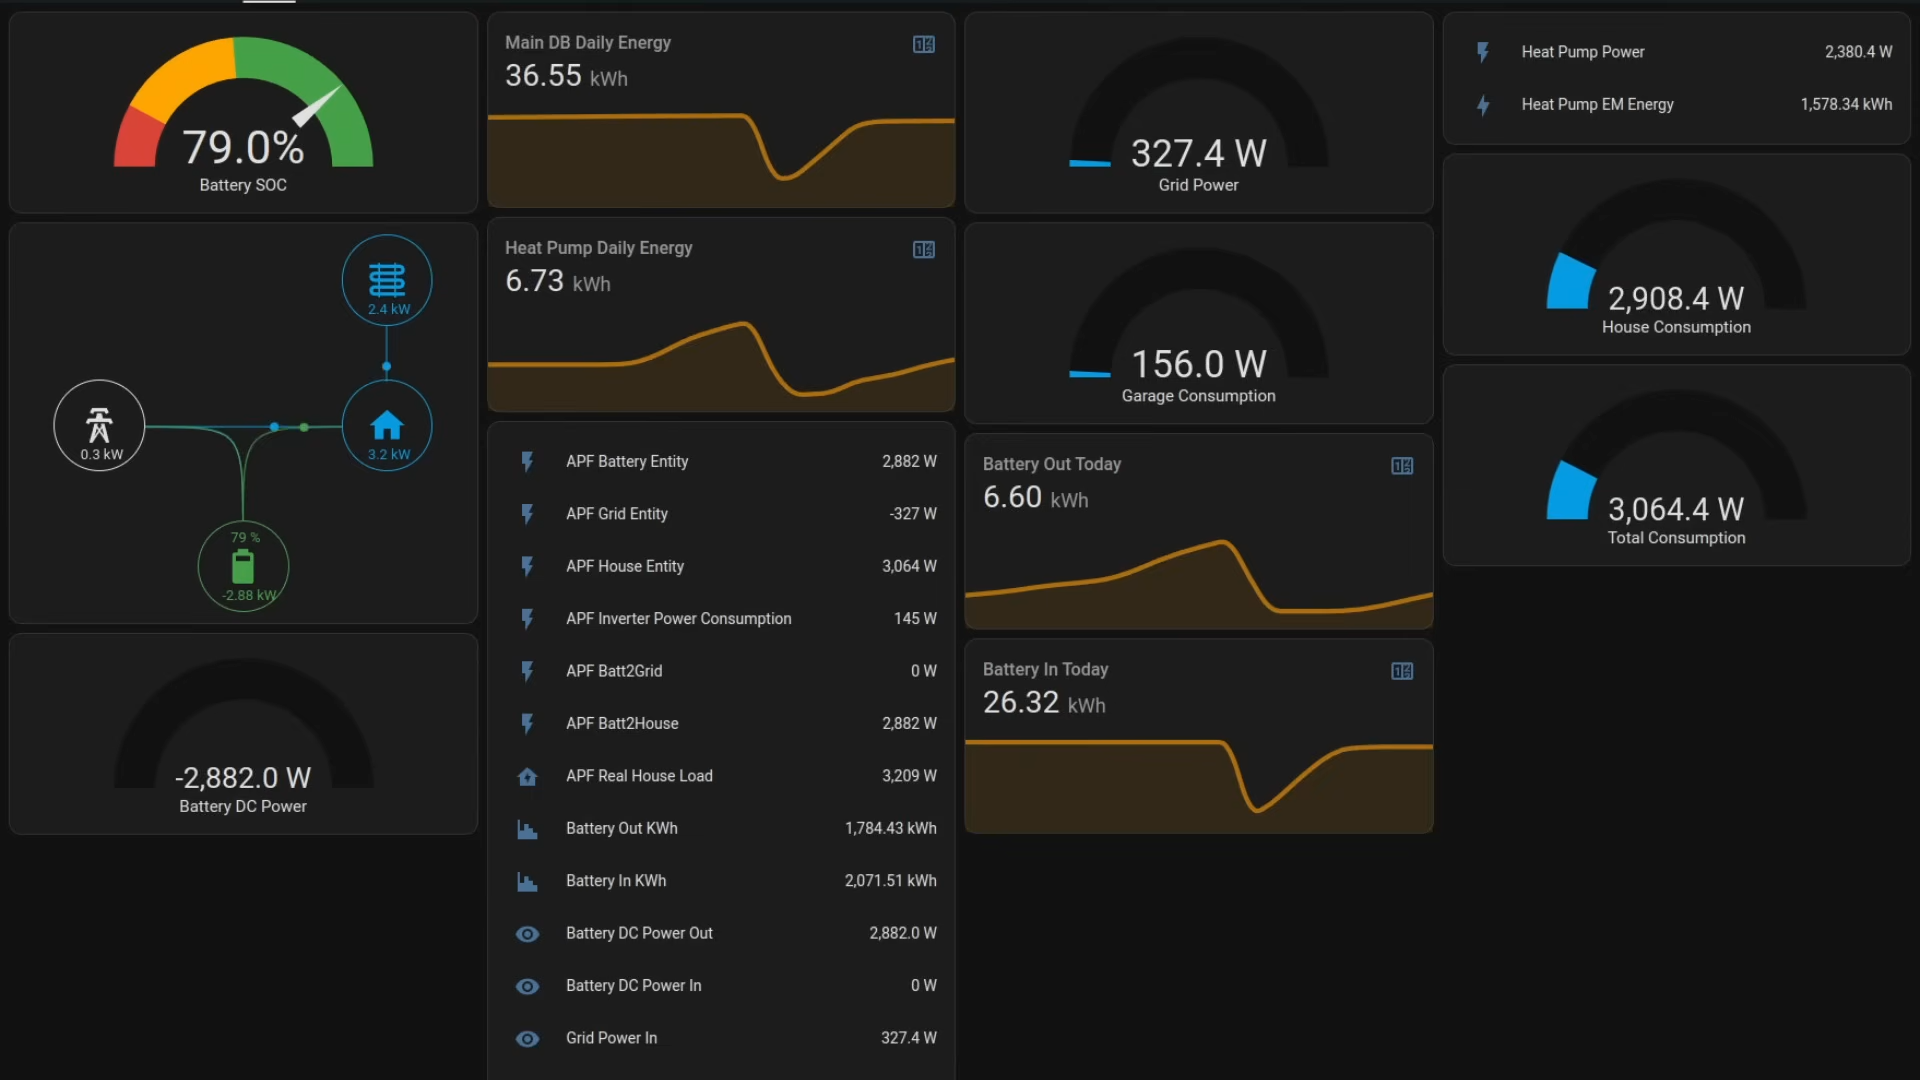 79.0%
Battery SOC
2.4 kW
0.3 kW
3.2 kW
79 %
-2.88 kW
-2,882.0 W
Battery DC Power
Main DB Daily Energy
36.55 kWh
Heat Pump Daily Energy
6.73 kWh
APF Battery Entity 2,882 W
APF Grid Entity -327 W
APF House Entity 3,064 W
APF Inverter Power Consumption 145 W
APF Batt2Grid 0 W
APF Batt2House 2,882 W
APF Real House Load 3,209 W
Battery Out KWh 1,784.43 kWh
Battery In KWh 2,071.51 kWh
Battery DC Power Out 2,882.0 W
Battery DC Power In 0 W
Grid Power In 327.4 W
327.4 W
Grid Power
156.0 W
Garage Consumption
Battery Out Today
6.60 kWh
Battery In Today
26.32 kWh
Heat Pump Power 2,380.4 W
Heat Pump EM Energy 1,578.34 kWh
2,908.4 W
House Consumption
3,064.4 W
Total Consumption